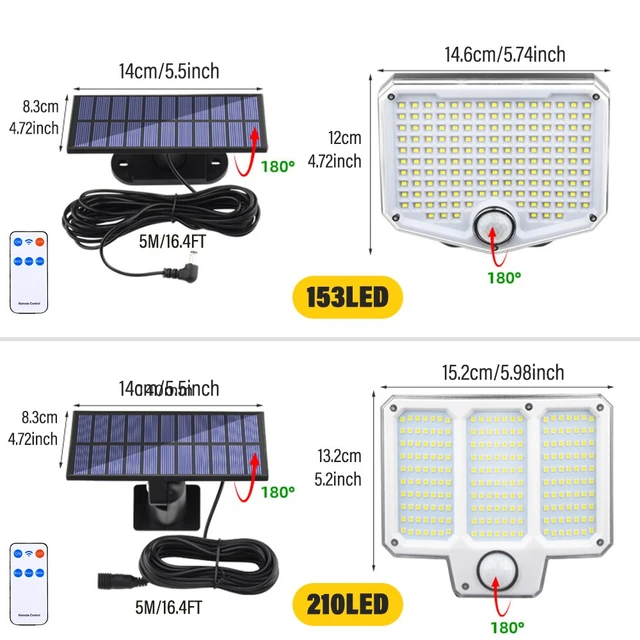 14cm/5.5inch
14.6cm/5.74inch
8.3cm
4.72inch
12cm
4.72inch
180°
5M/16.4FT
180°
Remote Control
153LED
14cm/5.5inch
15.2cm/5.98inch
8.3cm
4.72inch
13.2cm
5.2inch
180°
5M/16.4FT
180°
Remote Control
210LED